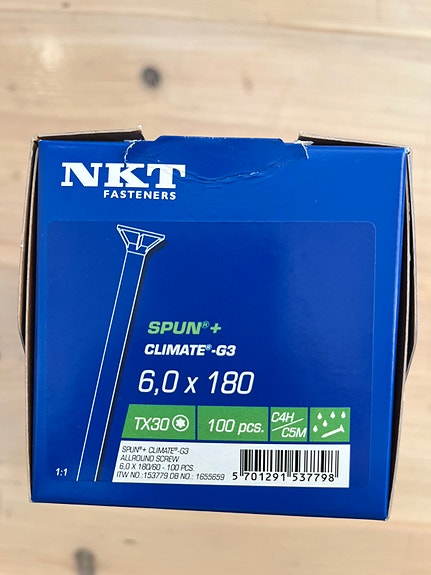 NKT
FASTENERS
SPUN®+
CLIMATE®-G3
6,0 x 180
TX30
100 pcs.
C4H/C5M
1:1
SPUN®+ CLIMATE®-G3
ALLROUND SCREW
6,0 X 180/60 - 100 PCS.
ITW NO.:153779 DB NO.: 1655659
5 701291 537798